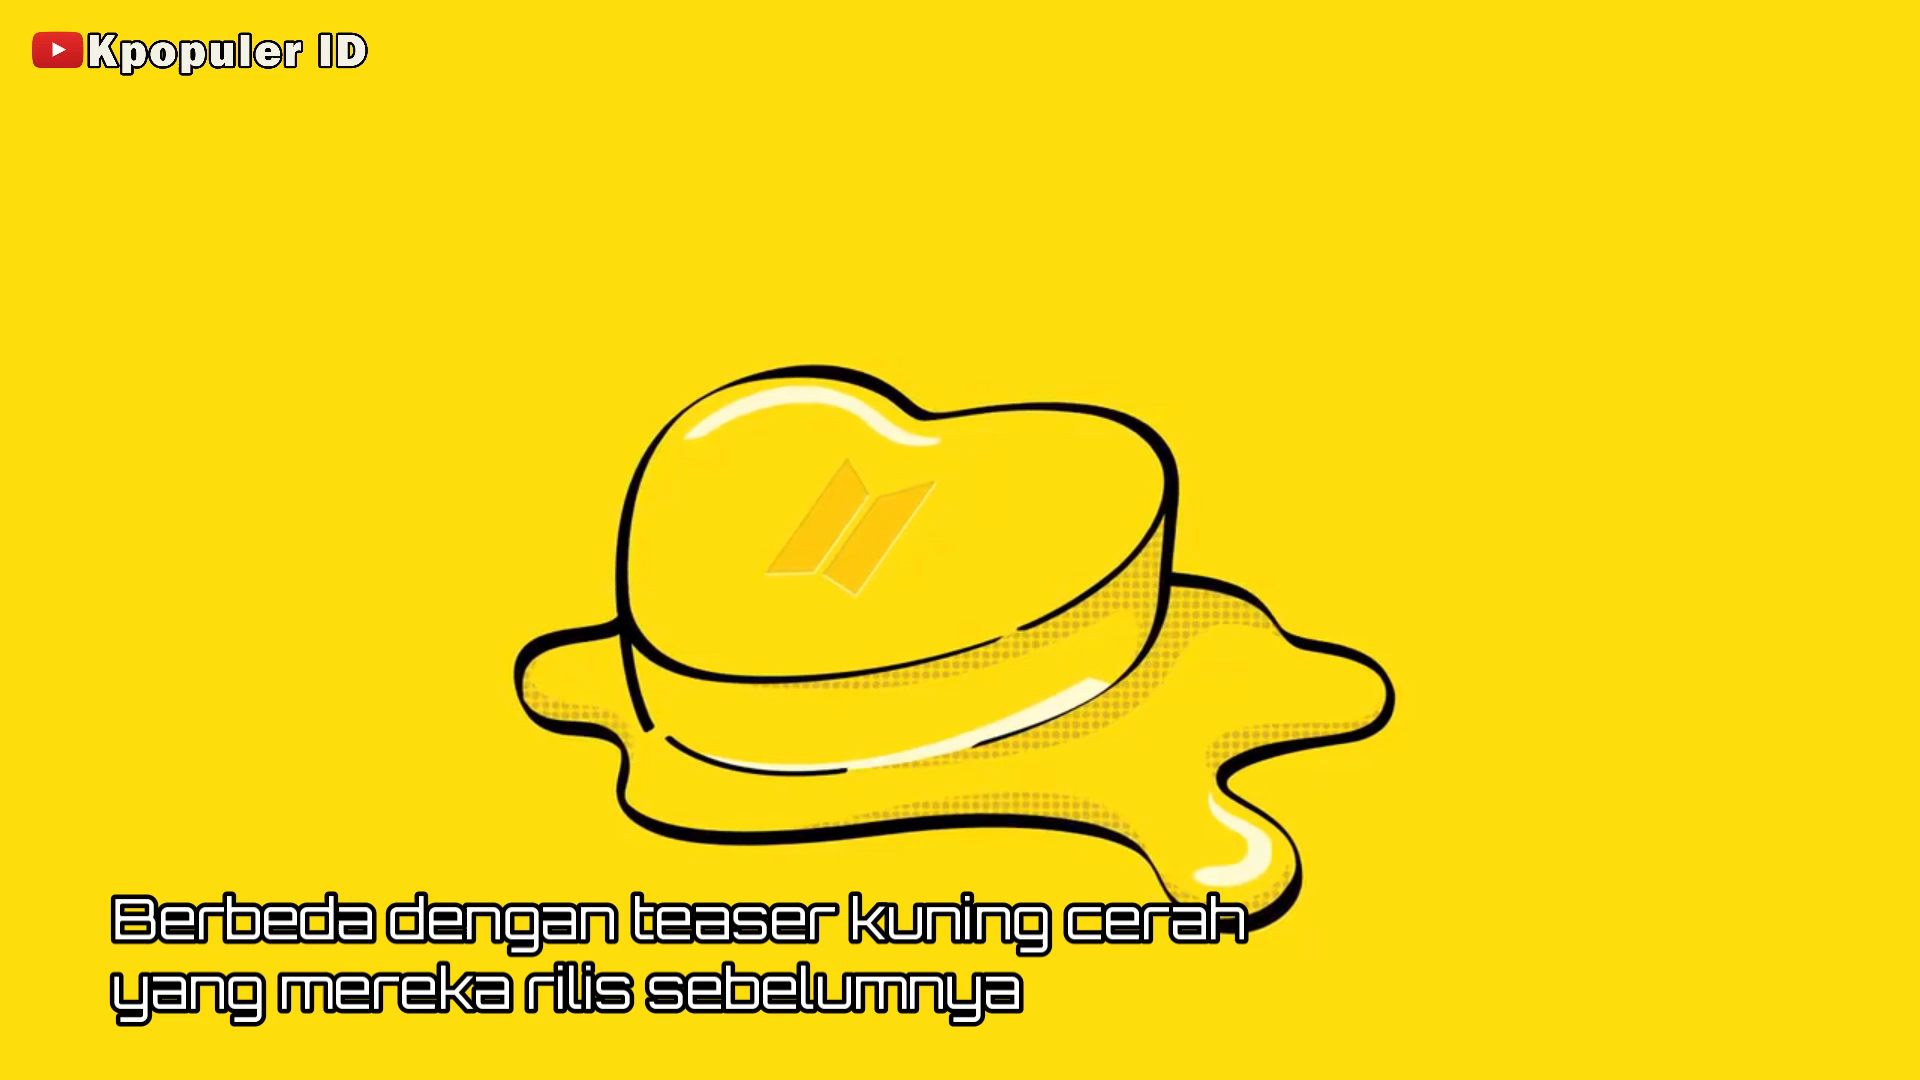 Kpopuler ID
Berbeda dengan teaser kuning cerah
yang mereka rilis sebelumnya